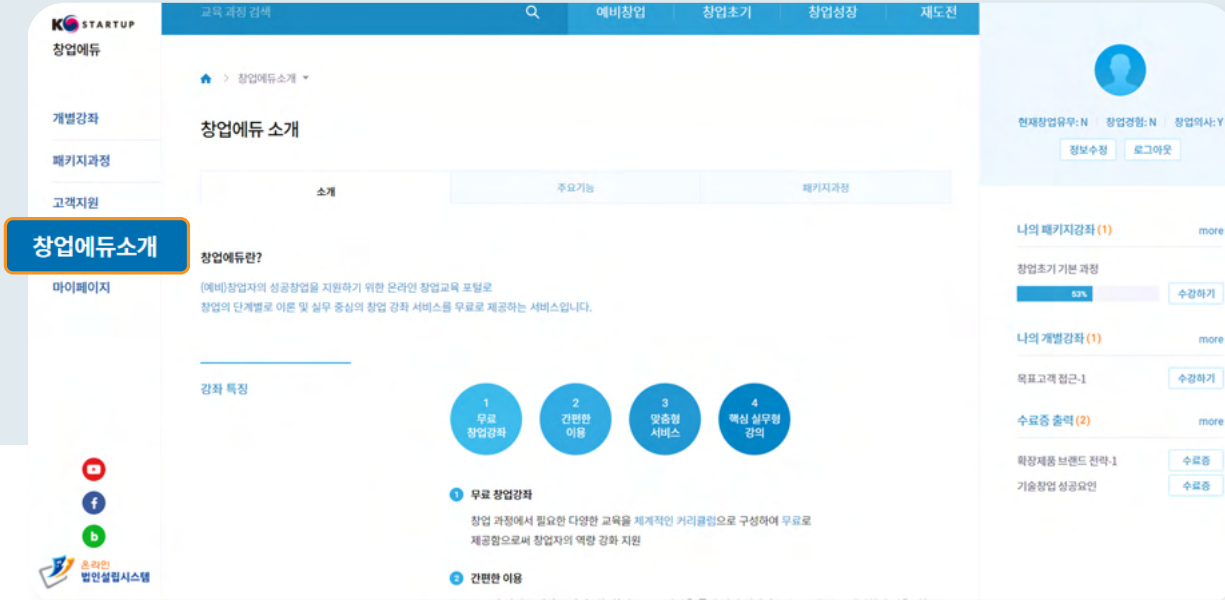 K STARTUP
창업에듀
개별강좌
패키지과정
고객지원
창업에듀소개
마이페이지
온라인
법인설립시스템
교육 과정 검색
예비창업
창업초기
창업성장
재도전
> 창업에듀소개
창업에듀 소개
소개
주요기능
패키지과정
창업에듀란?
(예비)창업자의 성공창업을 지원하기 위한 온라인 창업교육 포털로
창업의 단계별로 이론 및 실무 중심의 창업 강좌 서비스를 무료로 제공하는 서비스입니다.
강좌 특징
1
무료
창업강좌
2
간편한
이용
3
맞춤형
서비스
4
핵심 실무형
강의
1 무료 창업강좌
창업 과정에서 필요한 다양한 교육을 체계적인 커리큘럼으로 구성하여 무료로
제공함으로써 창업자의 역량 강화 지원
2 간편한 이용
현재창업유무: N 창업경험: N 창업의사: Y
정보수정 로그아웃
나의 패키지강좌 (1) more
창업초기 기본 과정
53% 수강하기
나의 개별강좌 (1) more
목표고객 접근-1 수강하기
수료증 출력 (2) more
확장제품 브랜드 전략-1 수료증
기술창업 성공요인 수료증